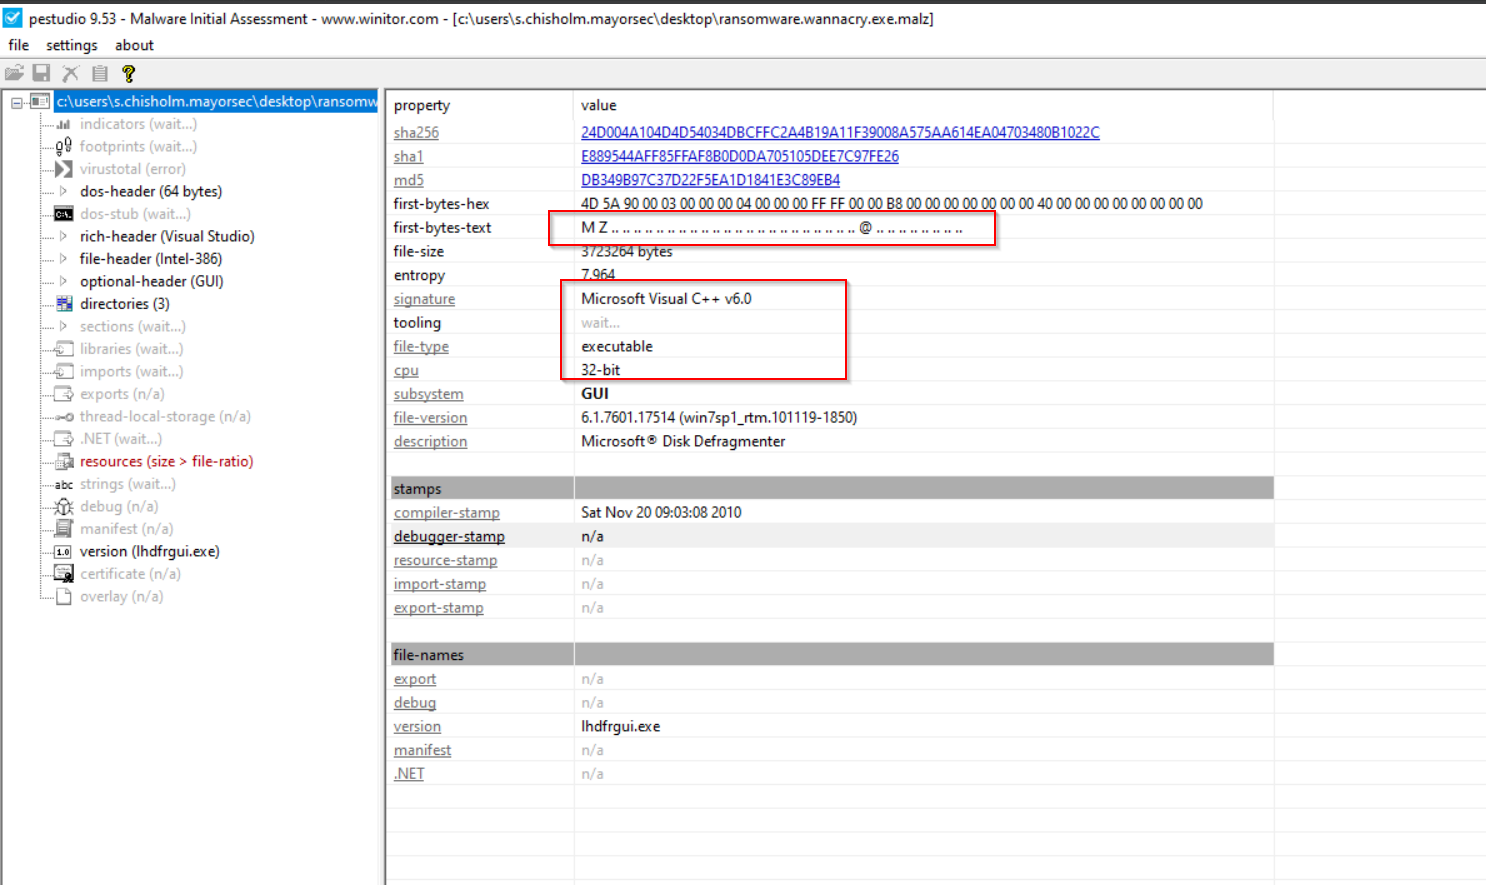 pestudio 9.53 - Malware Initial Assessment - www.winitor.com - [c:\users\s.chisholm.mayorsec\desktop\ransomware.wannacry.exe.malz]
file settings about
c:\users\s.chisholm.mayorsec\desktop\ransomw
indicators (wait...)
footprints (wait...)
virustotal (error)
dos-header (64 bytes)
dos-stub (wait...)
rich-header (Visual Studio)
file-header (Intel-386)
optional-header (GUI)
directories (3)
sections (wait...)
libraries (wait...)
imports (wait...)
exports (n/a)
thread-local-storage (n/a)
.NET (wait...)
resources (size > file-ratio)
abc strings (wait...)
debug (n/a)
manifest (n/a)
1.0 version (lhdfrgui.exe)
certificate (n/a)
overlay (n/a)
property value
sha256 24D004A104D4D54034DBCFFC2A4B19A11F39008A575AA614EA04703480B1022C
sha1 E889544AFF85FFAF8B0D0DA705105DEE7C97FE26
md5 DB349B97C37D22F5EA1D1841E3C89EB4
first-bytes-hex 4D 5A 90 00 03 00 00 00 04 00 00 00 FF FF 00 00 B8 00 00 00 00 00 00 00 40 00 00 00 00 00 00 00
first-bytes-text M Z .. .. .. .. .. .. .. .. .. .. .. .. .. .. .. .. .. .. .. .. .. .. @ .. .. .. .. .. .. ..
file-size 3723264 bytes
entropy 7.964
signature Microsoft Visual C++ v6.0
tooling wait...
file-type executable
cpu 32-bit
subsystem GUI
file-version 6.1.7601.17514 (win7sp1_rtm.101119-1850)
description Microsoft® Disk Defragmenter
stamps
compiler-stamp Sat Nov 20 09:03:08 2010
debugger-stamp n/a
resource-stamp n/a
import-stamp n/a
export-stamp n/a
file-names
export n/a
debug n/a
version lhdfrgui.exe
manifest n/a
.NET n/a